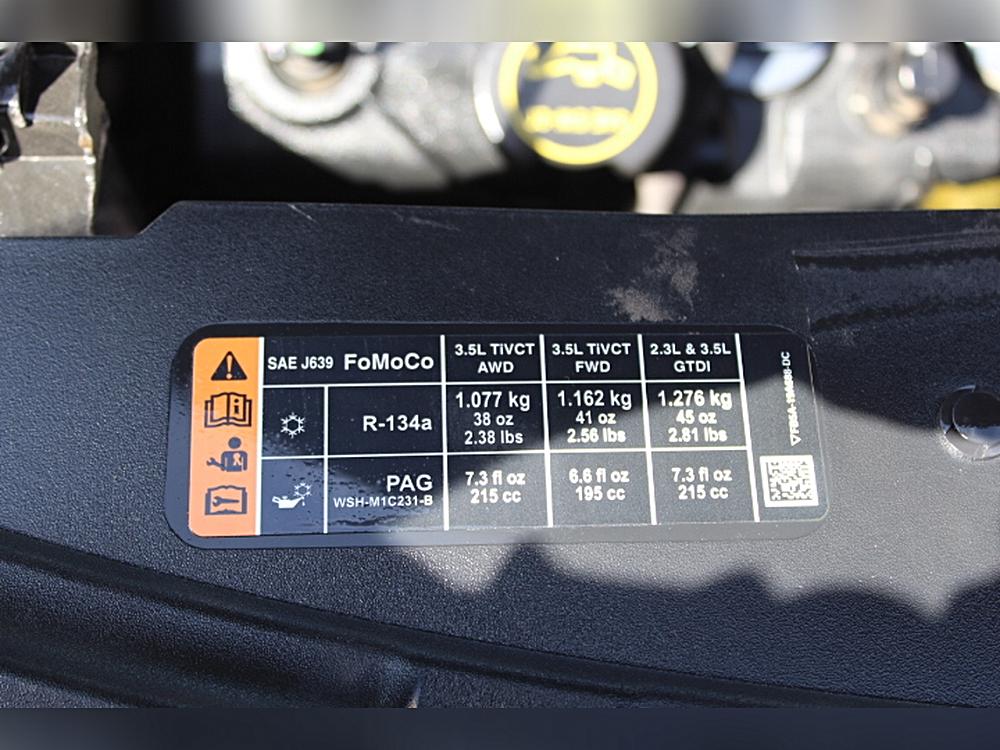 SAE J639 FoMoCo
3.5L TiVCT
AWD
3.5L TiVCT
FWD
2.3L & 3.5L
GTDI
R-134a
1.077 kg
38 oz
2.38 lbs
1.162 kg
41 oz
2.56 lbs
1.276 kg
45 oz
2.81 lbs
PAG
WSH-M1C231-B
7.3 fl oz
215 cc
6.6 fl oz
195 cc
7.3 fl oz
215 cc